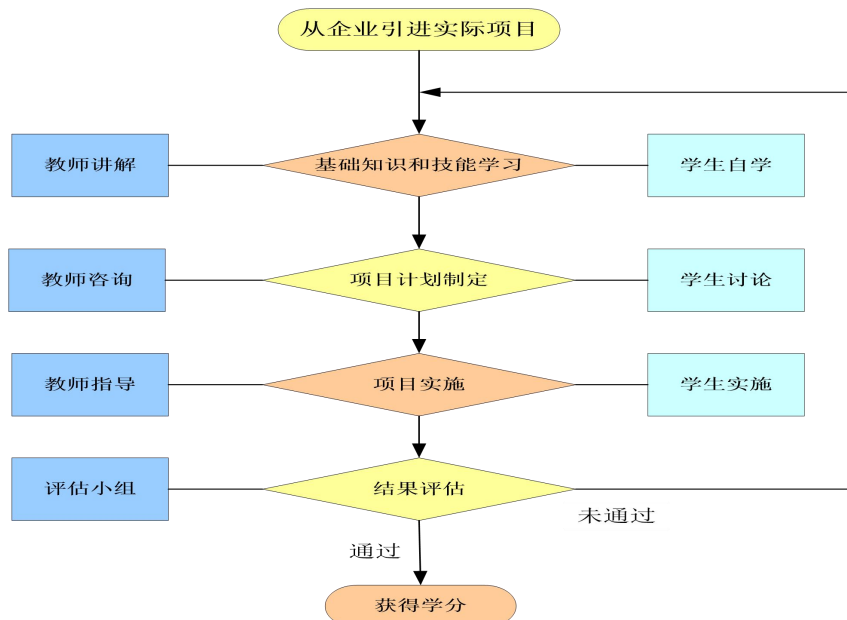 从企业引进实际项目
教师讲解
基础知识和技能学习
学生自学
教师咨询
项目计划制定
学生讨论
教师指导
项目实施
学生实施
评估小组
结果评估
未通过
通过
获得学分